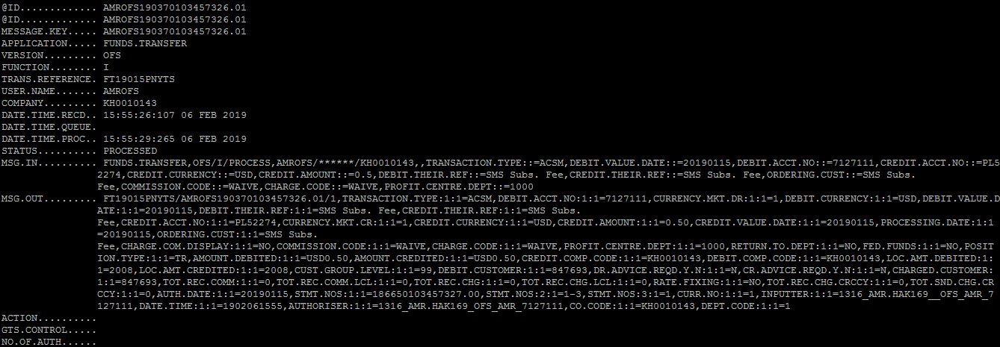 @ID............. AMROFS190370103457326.01
@ID............. AMROFS190370103457326.01
MESSAGE.KEY..... AMROFS190370103457326.01
APPLICATION..... FUNDS.TRANSFER
VERSION......... OFS
FUNCTION........ I
TRANS.REFERENCE. FT19015PNYTS
USER.NAME....... AMROFS
COMPANY......... KH0010143
DATE.TIME.RECD.. 15:55:26:107 06 FEB 2019
DATE.TIME.QUEUE.
DATE.TIME.PROC.. 15:55:29:265 06 FEB 2019
STATUS.......... PROCESSED
MSG.IN.......... FUNDS.TRANSFER,OFS/I/PROCESS,AMROFS/******/KH0010143,,TRANSACTION.TYPE::=ACSM,DEBIT.VALUE.DATE::=20190115,DEBIT.ACCT.NO::=7127111,CREDIT.ACCT.NO::=PL5
2274,CREDIT.CURRENCY::=USD,CREDIT.AMOUNT::=0.5,DEBIT.THEIR.REF::=SMS Subs. Fee,CREDIT.THEIR.REF::=SMS Subs. Fee,ORDERING.CUST::=SMS Subs.
Fee,COMMISSION.CODE::=WAIVE,CHARGE.CODE::=WAIVE,PROFIT.CENTRE.DEPT::=1000
MSG.OUT......... FT19015PNYTS/AMROFS190370103457326.01/1,TRANSACTION.TYPE:1:1=ACSM,DEBIT.ACCT.NO:1:1=7127111,CURRENCY.MKT.DR:1:1=1,DEBIT.CURRENCY:1:1=USD,DEBIT.VALUE.D
ATE:1:1=20190115,DEBIT.THEIR.REF:1:1=SMS Subs. Fee,CREDIT.THEIR.REF:1:1=SMS Subs.
Fee,CREDIT.ACCT.NO:1:1=PL52274,CURRENCY.MKT.CR:1:1=1,CREDIT.CURRENCY:1:1=USD,CREDIT.AMOUNT:1:1=0.50,CREDIT.VALUE.DATE:1:1=20190115,PROCESSING.DATE:1:1
=20190115,ORDERING.CUST:1:1=SMS Subs.
Fee,CHARGE.COM.DISPLAY:1:1=NO,COMMISSION.CODE:1:1=WAIVE,CHARGE.CODE:1:1=WAIVE,PROFIT.CENTRE.DEPT:1:1=1000,RETURN.TO.DEPT:1:1=NO,FED.FUNDS:1:1=NO,POSIT
ION.TYPE:1:1=TR,AMOUNT.DEBITED:1:1=USD0.50,AMOUNT.CREDITED:1:1=USD0.50,CREDIT.COMP.CODE:1:1=KH0010143,DEBIT.COMP.CODE:1:1=KH0010143,LOC.AMT.DEBITED:1:
1=2008,LOC.AMT.CREDITED:1:1=2008,CUST.GROUP.LEVEL:1:1=99,DEBIT.CUSTOMER:1:1=847693,DR.ADVICE.REQD.Y.N:1:1=N,CR.ADVICE.REQD.Y.N:1:1=N,CHARGED.CUSTOMER:
1:1=847693,TOT.REC.COMM:1:1=0,TOT.REC.COMM.LCL:1:1=0,TOT.REC.CHG:1:1=0,TOT.REC.CHG.LCL:1:1=0,RATE.FIXING:1:1=NO,TOT.REC.CHG.CRCCY:1:1=0,TOT.SND.CHG.CR
CCY:1:1=0,AUTH.DATE:1:1=20190115,STMT.NOS:1:1=186650103457327.00,STMT.NOS:2:1=1-3,STMT.NOS:3:1=1,CURR.NO:1:1=1,INPUTTER:1:1=1316_AMR.HAK169__OFS_AMR_7
127111,DATE.TIME:1:1=1902061555,AUTHORISER:1:1=1316_AMR.HAK169_OFS_AMR_7127111,CO.CODE:1:1=KH0010143,DEPT.CODE:1:1=1
ACTION..........
GTS.CONTROL.....
NO.OF.AUTH......